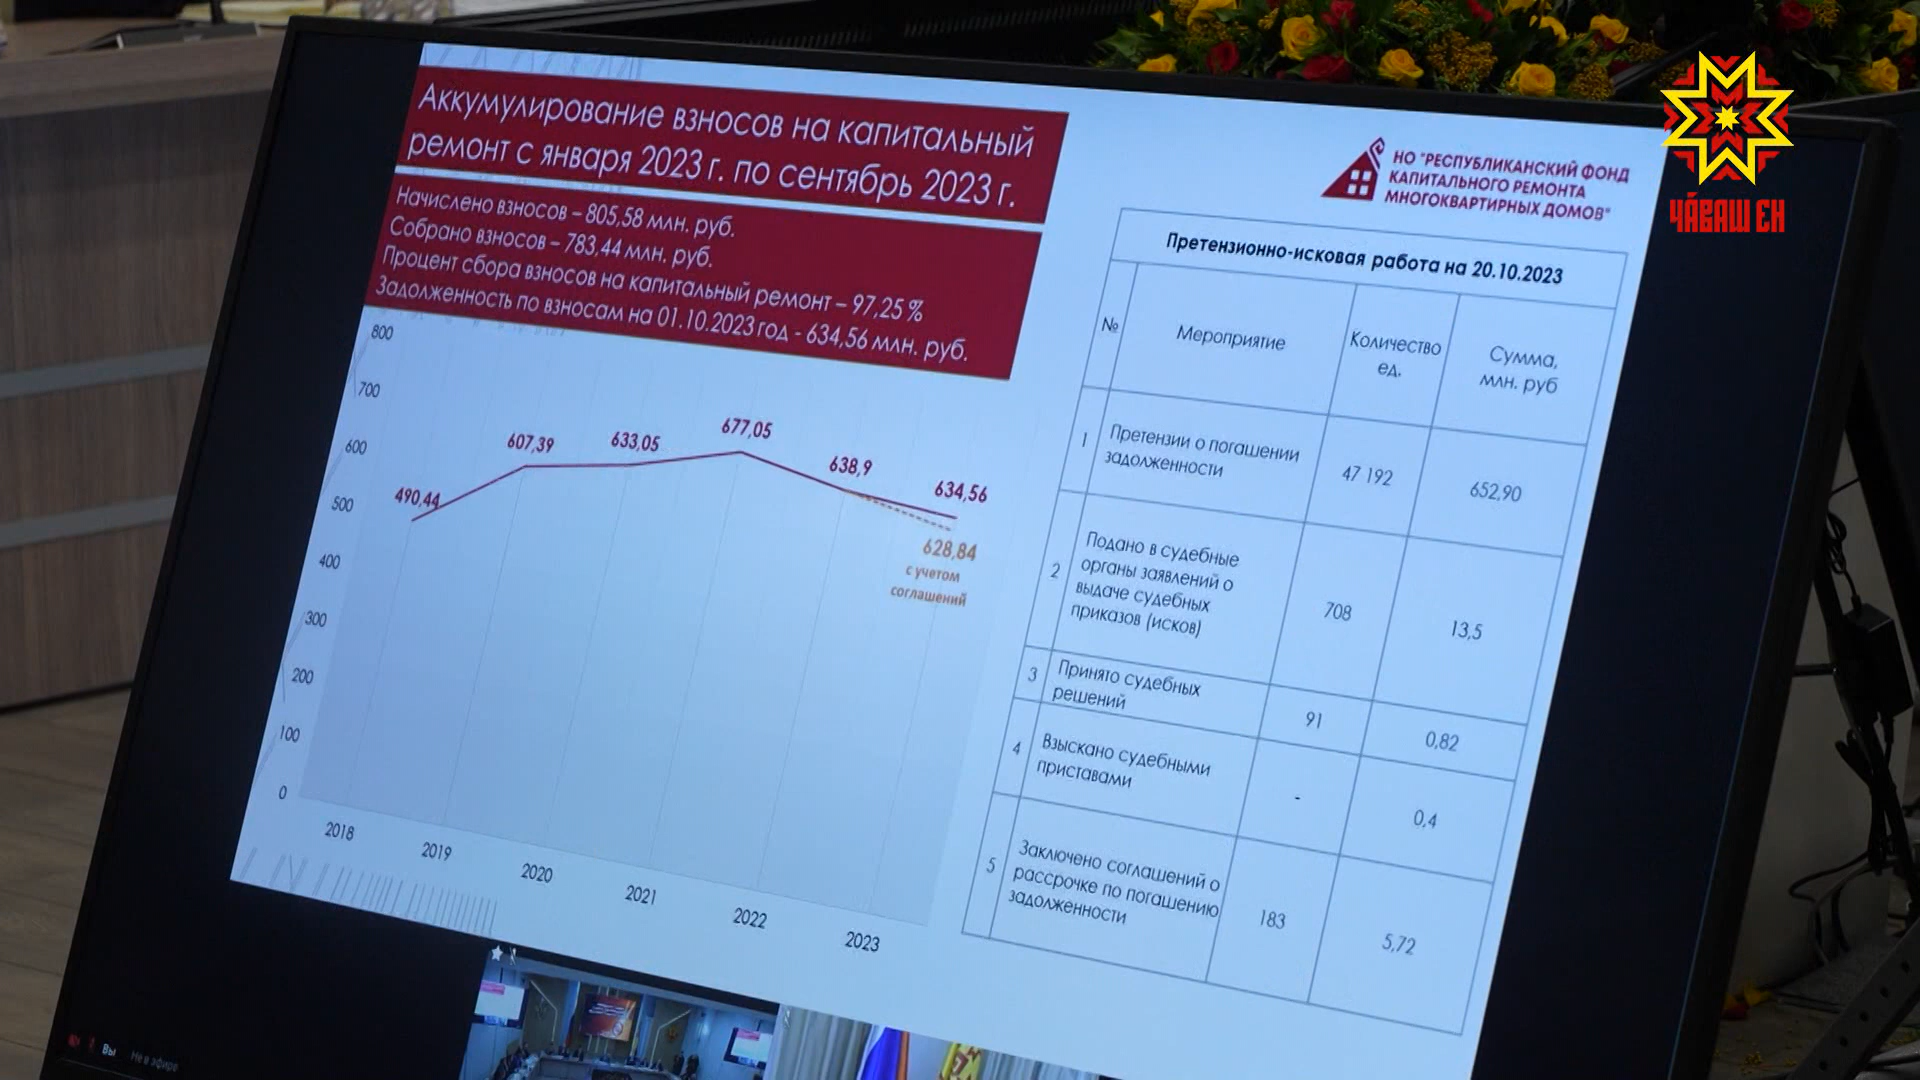 Аккумулирование взносов на капитальный
ремонт с января 2023 г. по сентябрь 2023 г.
Начислено взносов – 805,58 млн. руб.
Собрано взносов – 783,44 млн. руб.
Процент сбора взносов на капитальный ремонт – 97,25 %
Задолженность по взносам на 01.10.2023 год - 634,56 млн. руб.
800
700
600
500
400
300
200
100
0
490,44
607,39
633,05
677,05
638,9
634,56
628,84
с учетом
соглашений
2018
2019
2020
2021
2022
2023
НО "РЕСПУБЛИКАНСКИЙ ФОНД
КАПИТАЛЬНОГО РЕМОНТА
МНОГОКВАРТИРНЫХ ДОМОВ"
ЧӐВАШ ЕН
Претензионно-исковая работа на 20.10.2023
№
Мероприятие
Количество
ед.
Сумма,
млн. руб
1
Претензии о погашении
задолженности
47 192
652,90
2
Подано в судебные
органы заявлений о
выдаче судебных
приказов (исков)
708
13,5
3
Принято судебных
решений
91
0,82
4
Взыскано судебными
приставами
-
0,4
5
Заключено соглашений о
рассрочке по погашению
задолженности
183
5,72
Вы
Не в эфире